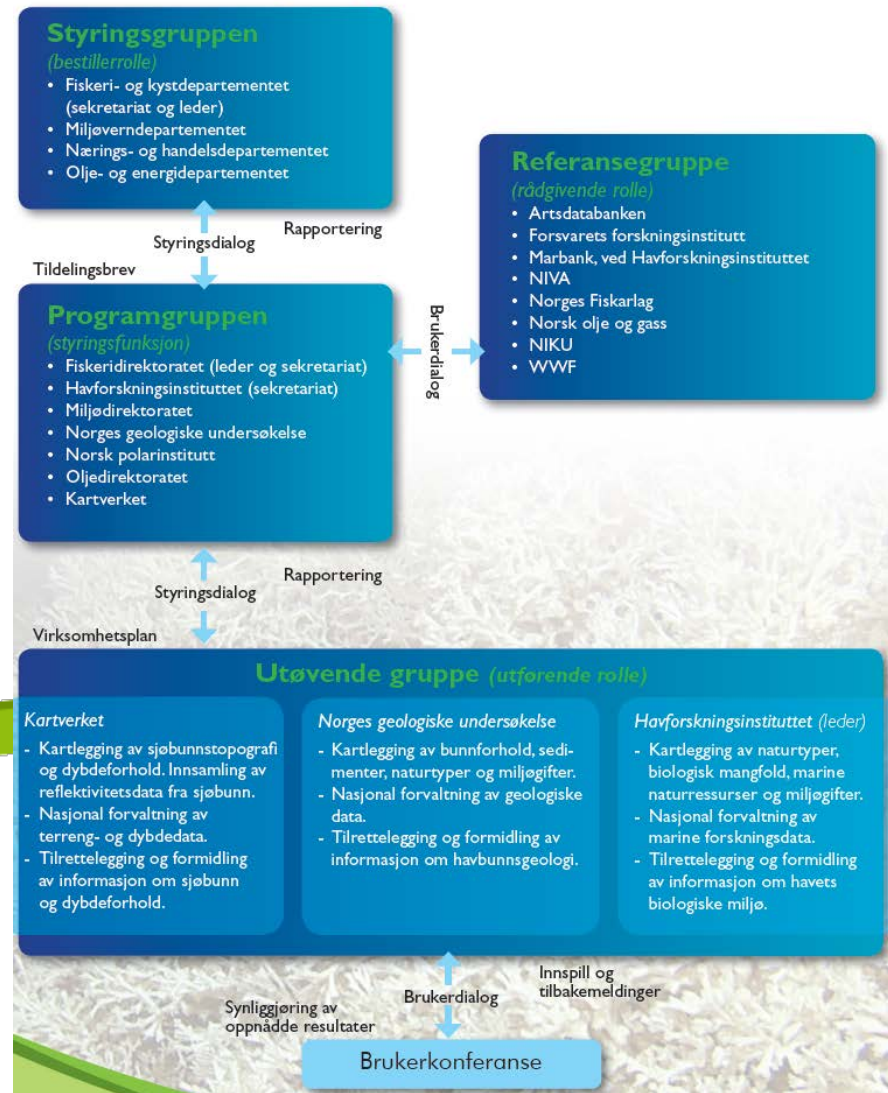 Styringsgruppen
(bestillerrolle)
• Fiskeri- og kystdepartementet
(sekretariat og leder)
• Miljøverndepartementet
• Nærings- og handelsdepartementet
• Olje- og energidepartementet
Rapportering
Styringsdialog
Tildelingsbrev
Referansegruppe
(rådgivende rolle)
• Artsdatabanken
• Forsvarets forskningsinstitutt
• Marbank, ved Havforskningsinstituttet
• NIVA
• Norges Fiskarlag
• Norsk olje og gass
• NIKU
• WWF
Brukerdialog
Programgruppen
(styringsfunksjon)
• Fiskeridirektoratet (leder og sekretariat)
• Havforskningsinstituttet (sekretariat)
• Miljødirektoratet
• Norges geologiske undersøkelse
• Norsk polarinstitutt
• Oljedirektoratet
• Kartverket
Rapportering
Styringsdialog
Virksomhetsplan
Utøvende gruppe (utførende rolle)
Kartverket
- Kartlegging av sjøbunnstopografi
og dybdeforhold. Innsamling av
reflektivitetsdata fra sjøbunn.
- Nasjonal forvaltning av
terreng- og dybdedata.
- Tilrettelegging og formidling
av informasjon om sjøbunn
og dybdeforhold.
Norges geologiske undersøkelse
- Kartlegging av bunnforhold, sedi-
menter, naturtyper og miljøgifter.
- Nasjonal forvaltning av geologiske
data.
- Tilrettelegging og formidling av
informasjon om havbunnsgeologi.
Havforskningsinstituttet (leder)
- Kartlegging av naturtyper,
biologisk mangfold, marine
naturressurser og miljøgifter.
- Nasjonal forvaltning av
marine forskningsdata.
- Tilrettelegging og formidling
av informasjon om havets
biologiske miljø.
Innspill og
tilbakemeldinger
Brukerdialog
Synliggjøring av
oppnådde resultater
Brukerkonferanse